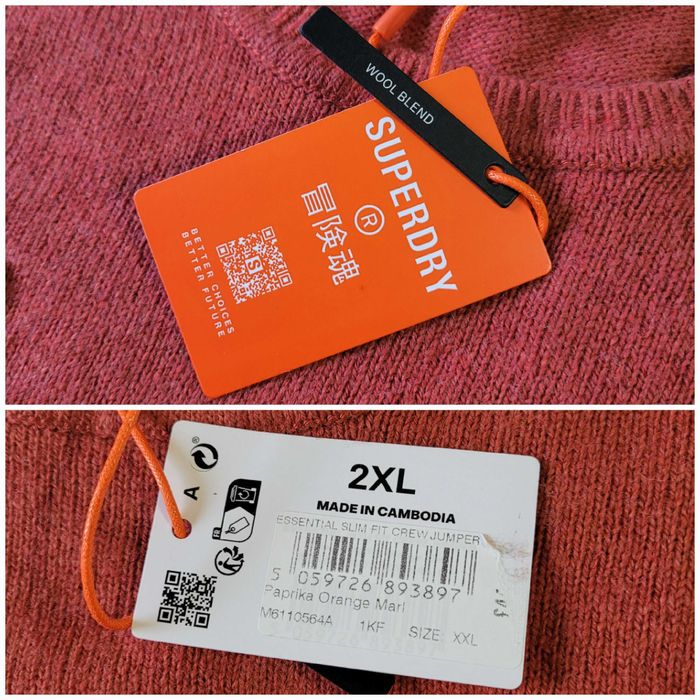 WOOL BLEND
SUPERDRY
®
冒険魂
BETTER CHOICES
BETTER FUTURE
S
2XL
MADE IN CAMBODIA
A
FR
ESSENTIAL SLIM FIT CREW JUMPER
5 059726 893897
Paprika Orange Marl
M6110564A 1KF SIZE: XXL